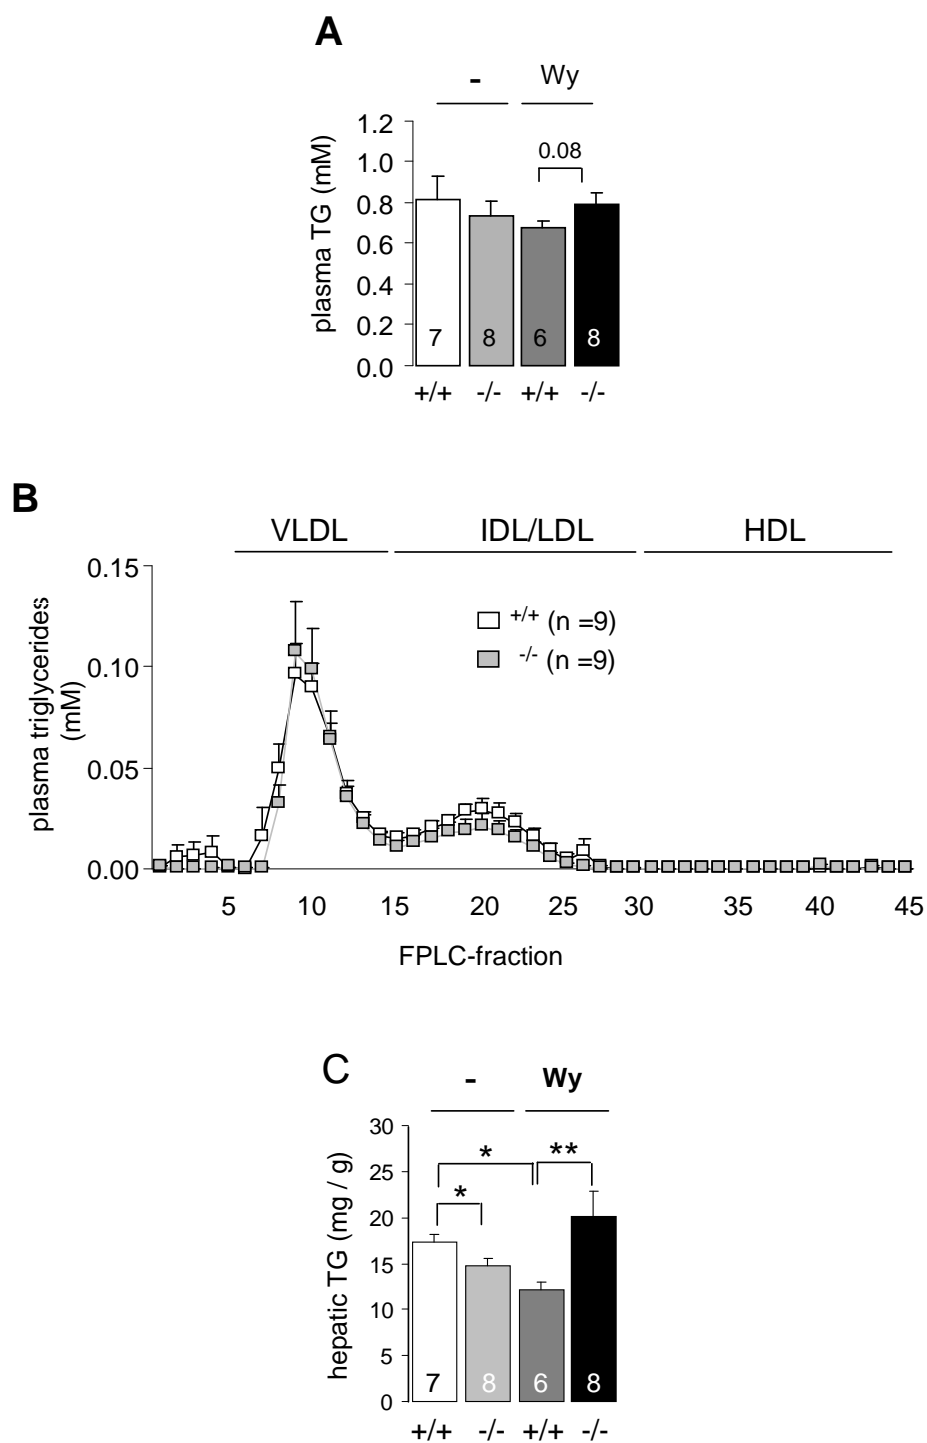 A
- Wy
plasma TG (mM)
1.2
1.0
0.8
0.6
0.4
0.2
0.0
0.08
7 8 6 8
+/+ -/- +/+ -/-
B
VLDL IDL/LDL HDL
plasma triglycerides
(mM)
0.15
0.10
0.05
0.00
+/+ (n =9)
-/- (n =9)
5 10 15 20 25 30 35 40 45
FPLC-fraction
C
- Wy
hepatic TG (mg / g)
30
25
20
15
10
5
0
* **
*
7 8 6 8
+/+ -/- +/+ -/-